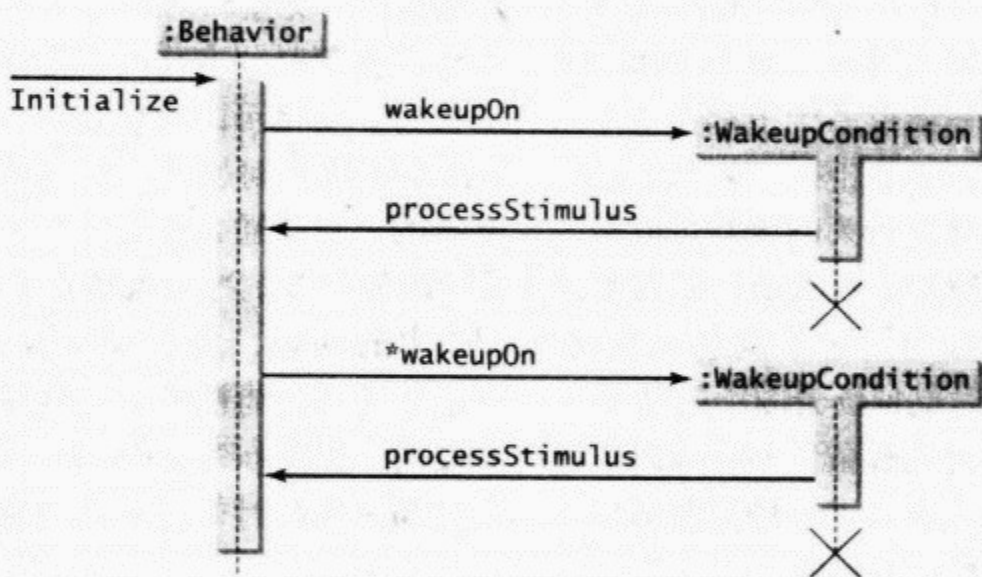 :Behavior
Initialize
wakeupOn
:WakeupCondition
processStimulus
*wakeupOn
:WakeupCondition
processStimulus